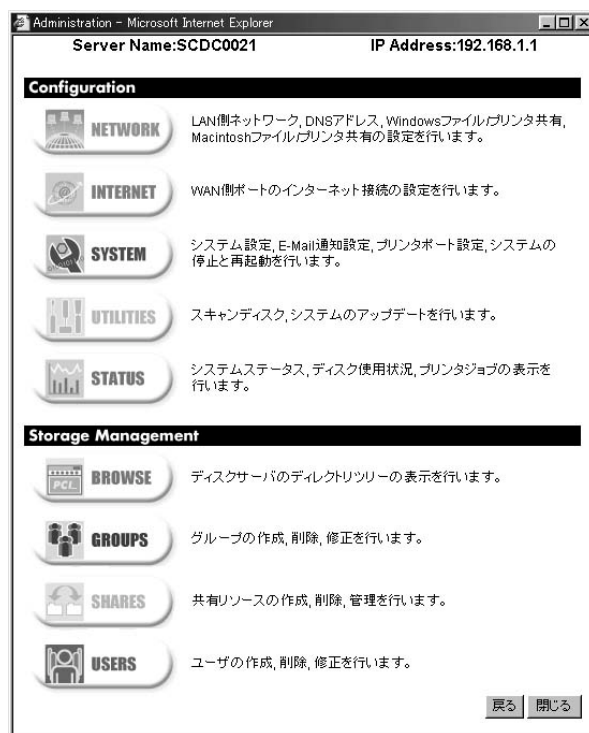 Administration - Microsoft Internet Explorer
Server Name:SCDC0021 IP Address:192.168.1.1
Configuration
NETWORK
LAN側ネットワーク, DNSアドレス, Windowsファイル/プリンタ共有,
Macintoshファイル/プリンタ共有の設定を行います。
INTERNET
WAN側ポートのインターネット接続の設定を行います。
SYSTEM
システム設定, E-Mail通知設定, プリンタポート設定, システムの
停止と再起動を行います。
UTILITIES
スキャンディスク, システムのアップデートを行います。
STATUS
システムステータス, ディスク使用状況, プリンタジョブの表示を
行います。
Storage Management
PCI
BROWSE
ディスクサーバのディレクトリツリーの表示を行います。
GROUPS
グループの作成, 削除, 修正を行います。
SHARES
共有リソースの作成, 削除, 管理を行います。
USERS
ユーザの作成, 削除, 修正を行います。
戻る 閉じる